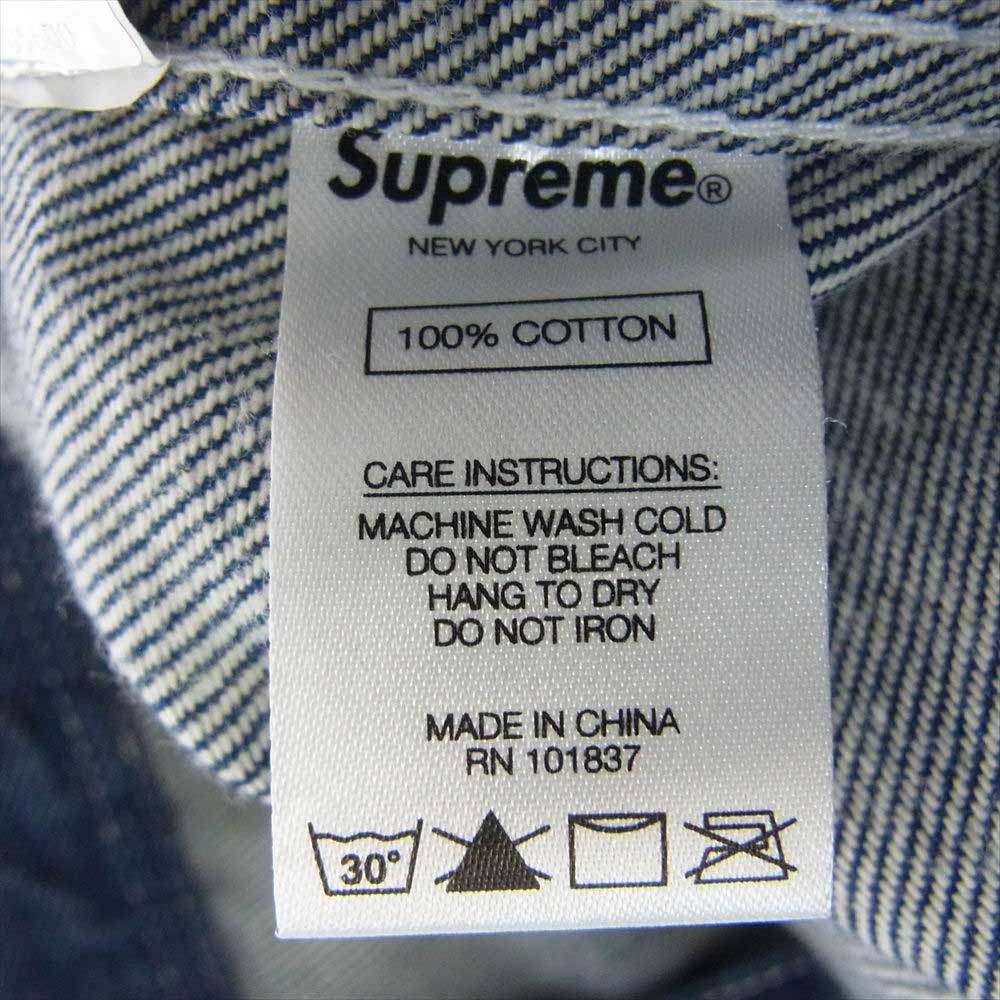 Supreme®
NEW YORK CITY
100% COTTON
CARE INSTRUCTIONS:
MACHINE WASH COLD
DO NOT BLEACH
HANG TO DRY
DO NOT IRON
MADE IN CHINA
RN 101837
30°